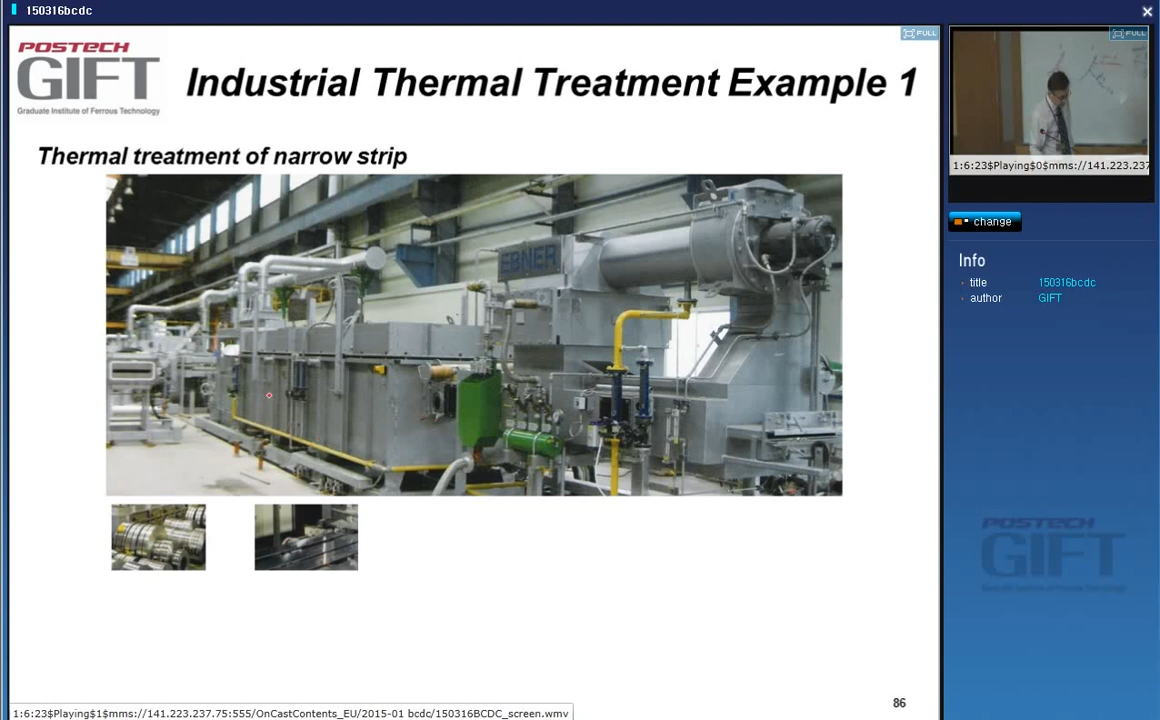 150316bcdc
FULL
POSTECH
GIFT
Graduate Institute of Ferrous Technology
Industrial Thermal Treatment Example 1
Thermal treatment of narrow strip
EBNER
86
1:6:23$Playing$1$mms://141.223.237.75:555/OnCastContents_EU/2015-01 bcdc/150316BCDC_screen.wmv
FULL
1:6:23$Playing$0$mms://141.223.237
change
Info
title 150316bcdc
author GIFT
POSTECH
GIFT